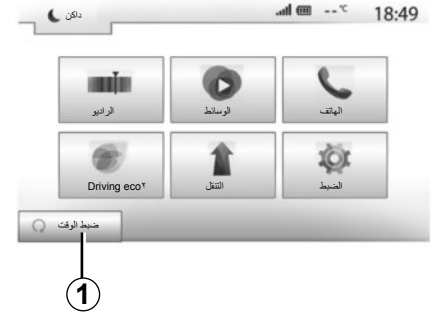 داكن --°C 18:49
الراديو الوسائط الهاتف
Driving eco² التنقل الضبط
ضبط الوقت
1